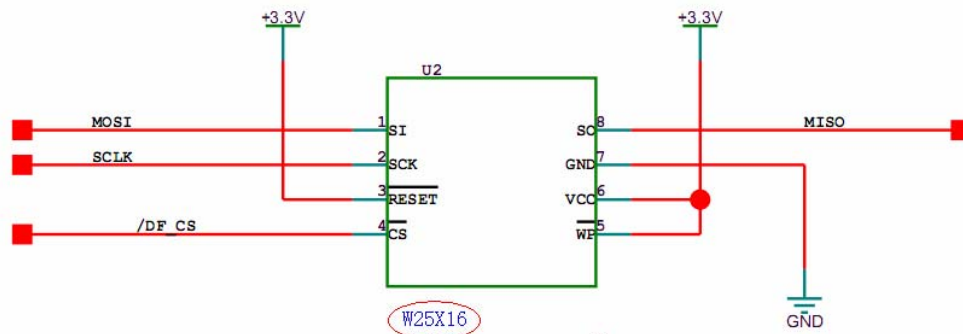 +3.3V
+3.3V
U2
MOSI
1
SI
SO
8
MISO
SCLK
2
SCK
GND
7
3
RESET
VCC
6
/DF_CS
4
CS
WP
5
W25X16
GND